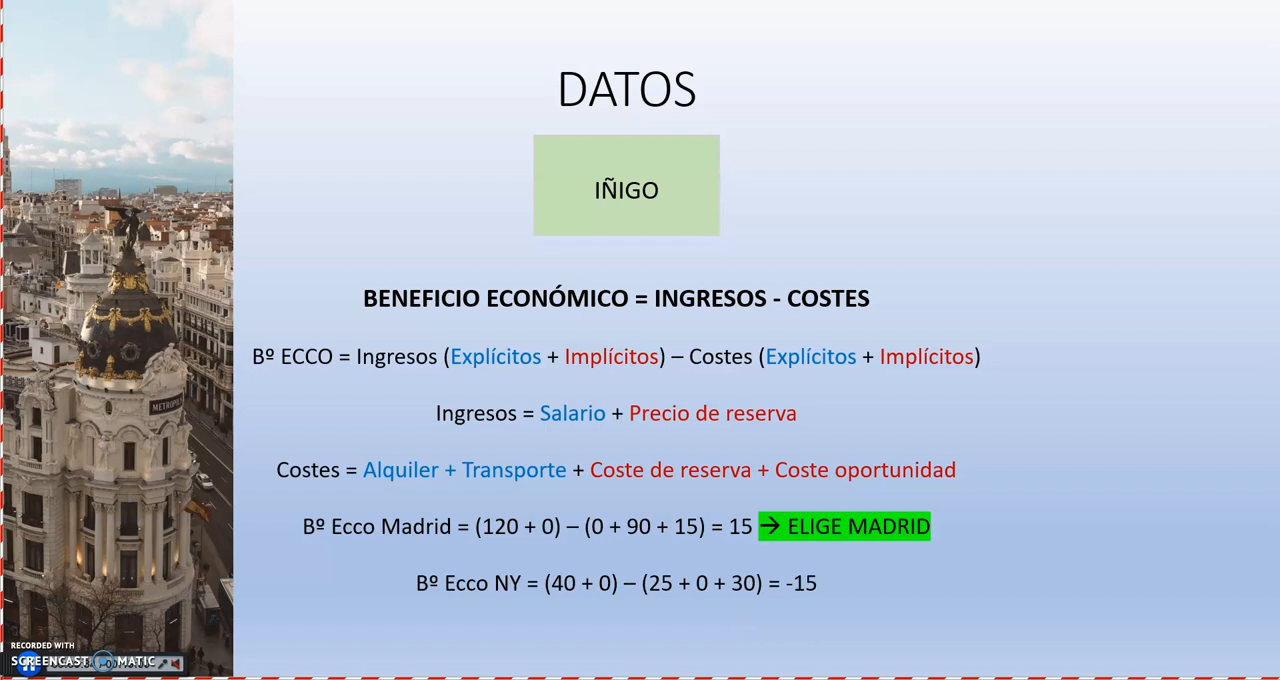 DATOS
IÑIGO
BENEFICIO ECONÓMICO = INGRESOS - COSTES
Bº ECCO = Ingresos (Explícitos + Implícitos) – Costes (Explícitos + Implícitos)
Ingresos = Salario + Precio de reserva
Costes = Alquiler + Transporte + Coste de reserva + Coste oportunidad
Bº Ecco Madrid = (120 + 0) – (0 + 90 + 15) = 15 → ELIGE MADRID
Bº Ecco NY = (40 + 0) – (25 + 0 + 30) = -15
METROPOLIS
RECORDED WITH
SCREENCAST MATIC